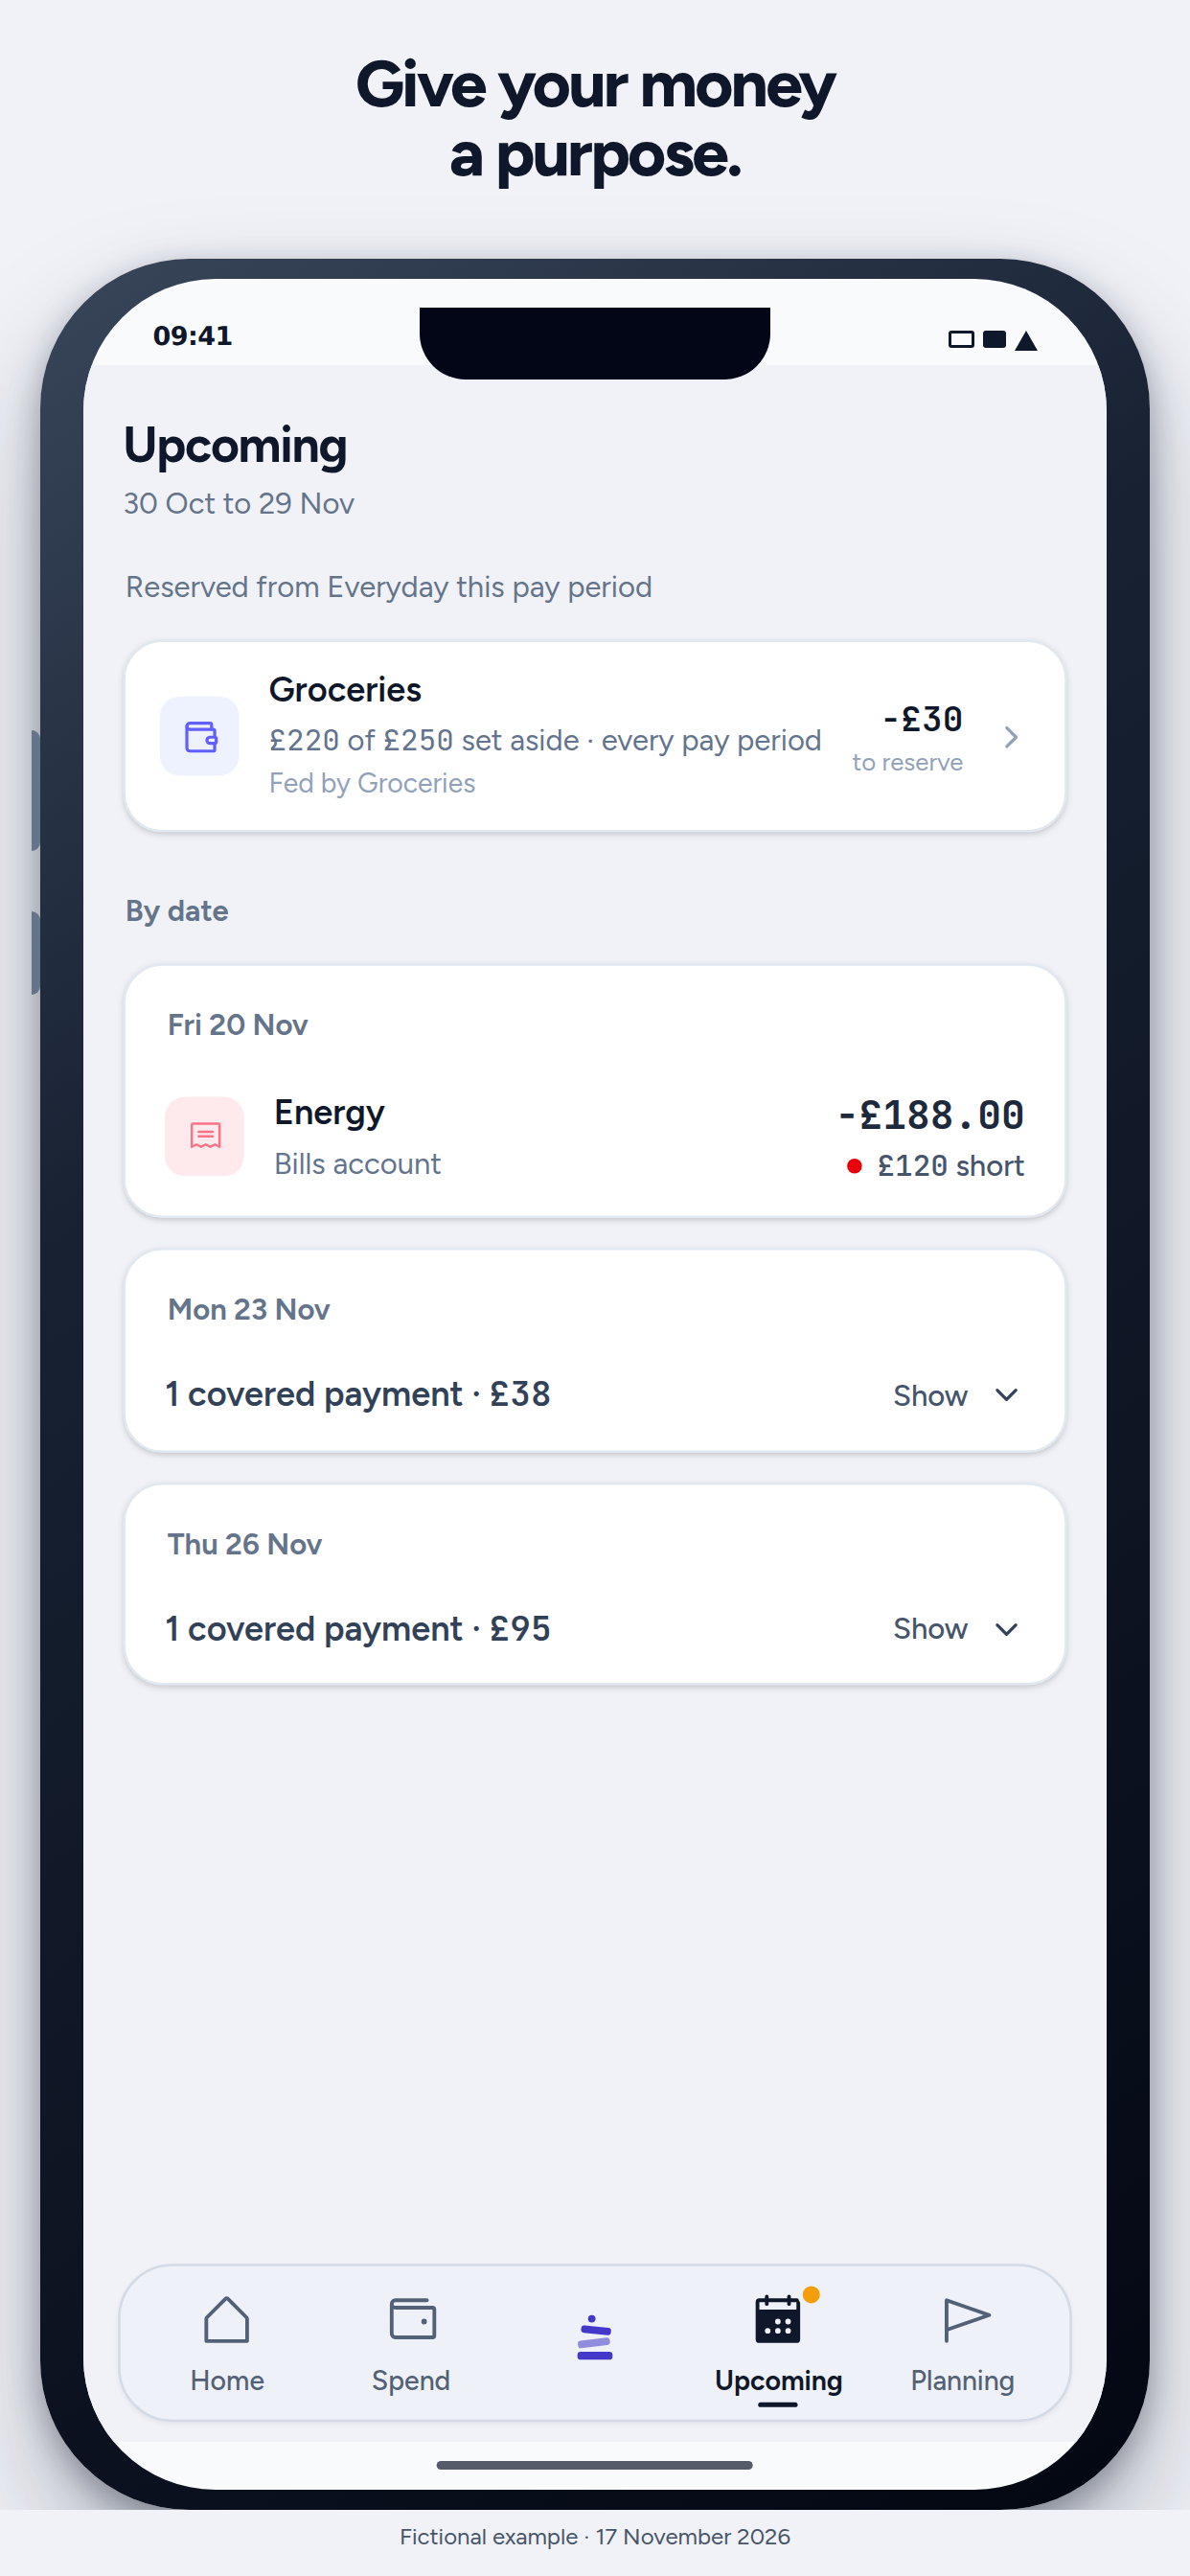 Give your money
a purpose.
09:41
Upcoming
30 Oct to 29 Nov
Reserved from Everyday this pay period
Groceries
£220 of £250 set aside · every pay period
Fed by Groceries
-£30
to reserve
By date
Fri 20 Nov
Energy
Bills account
-£188.00
£120 short
Mon 23 Nov
1 covered payment · £38
Show
Thu 26 Nov
1 covered payment · £95
Show
Home
Spend
Upcoming
Planning
Fictional example · 17 November 2026